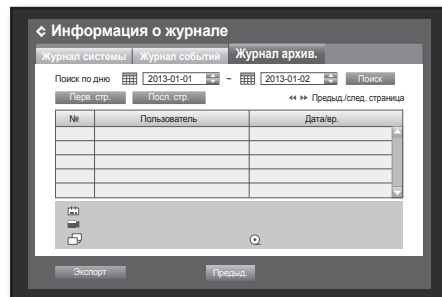 Информация о журнале
Журнал системы Журнал событий Журнал архив.
Поиск по дню 2013-01-01 ~ 2013-01-02 Поиск
Перв. стр. Посл. стр. Предыд./след. страница
№ Пользователь Дата/вр.
Экспорт Предыд.